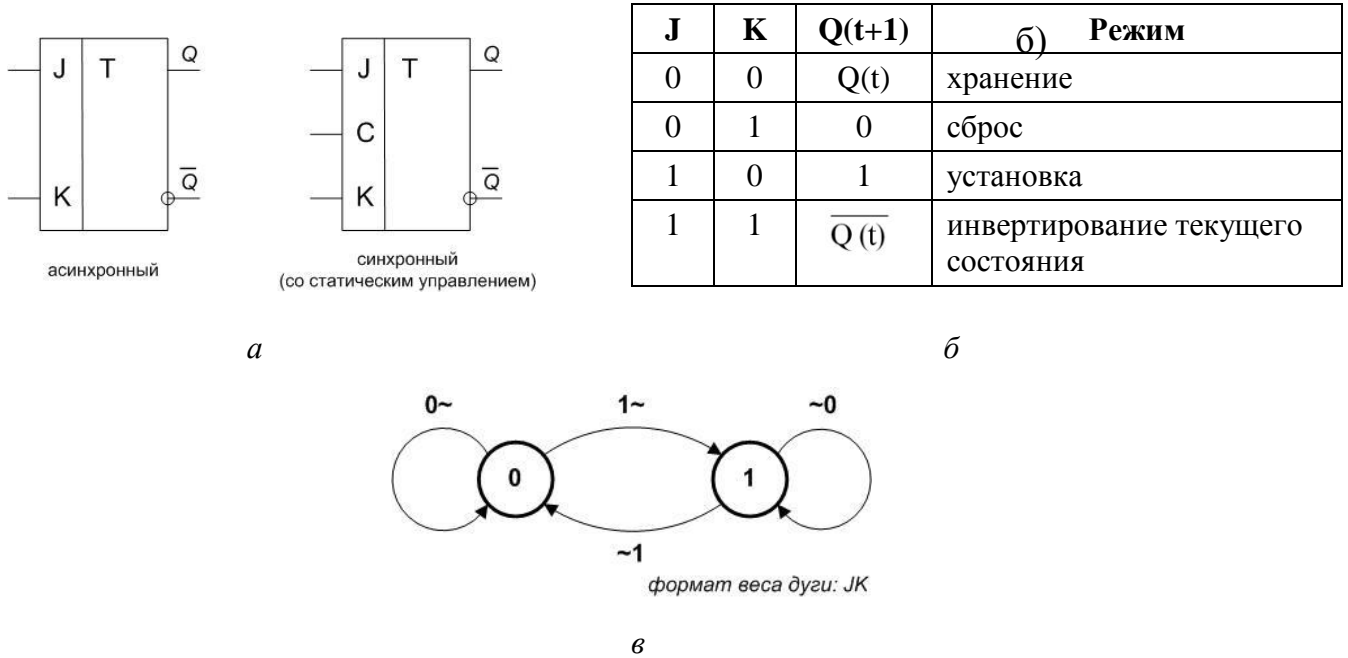 J T Q
K Q̅
асинхронный
J T Q
C
K Q̅
синхронный
(со статическим управлением)
J K Q(t+1) б) Режим
0 0 Q(t) хранение
0 1 0 сброс
1 0 1 установка
1 1 Q̅ ̅(̅t̅)̅ инвертирование текущего
состояния
а б
0~ 1~ ~0
0 1
~1
формат веса дуги: JK
в